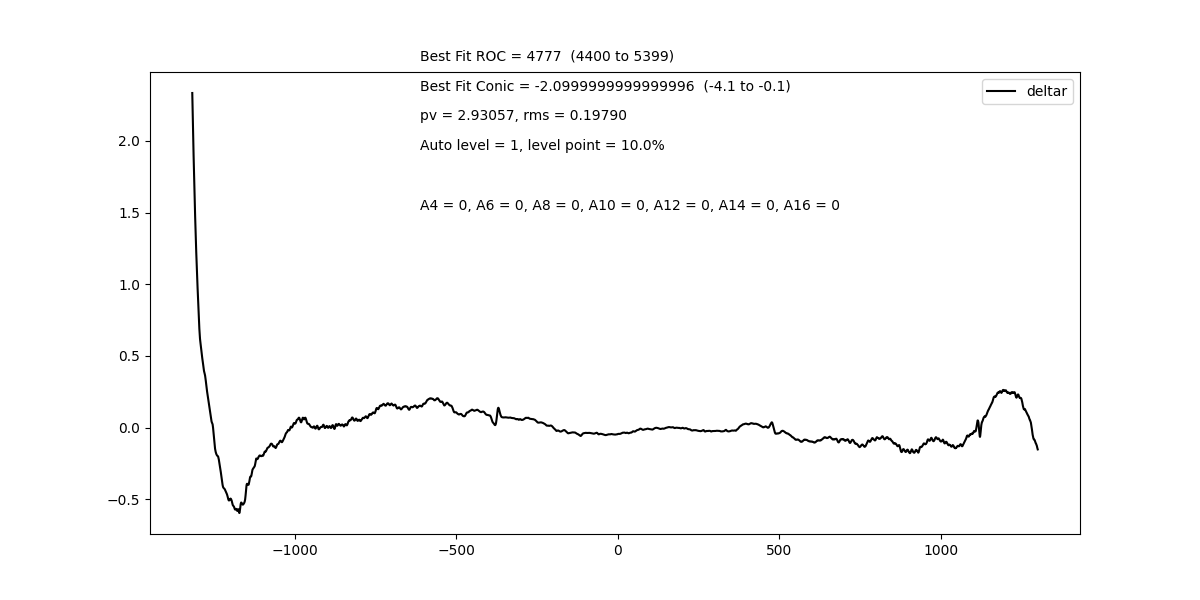 Best Fit ROC = 4777  (4400 to 5399)
Best Fit Conic = -2.0999999999999996  (-4.1 to -0.1)
deltar
pv = 2.93057, rms = 0.19790
Auto level = 1, level point = 10.0%
A4 = 0, A6 = 0, A8 = 0, A10 = 0, A12 = 0, A14 = 0, A16 = 0
2.0
1.5
1.0
0.5
0.0
−0.5
−1000
−500
0
500
1000